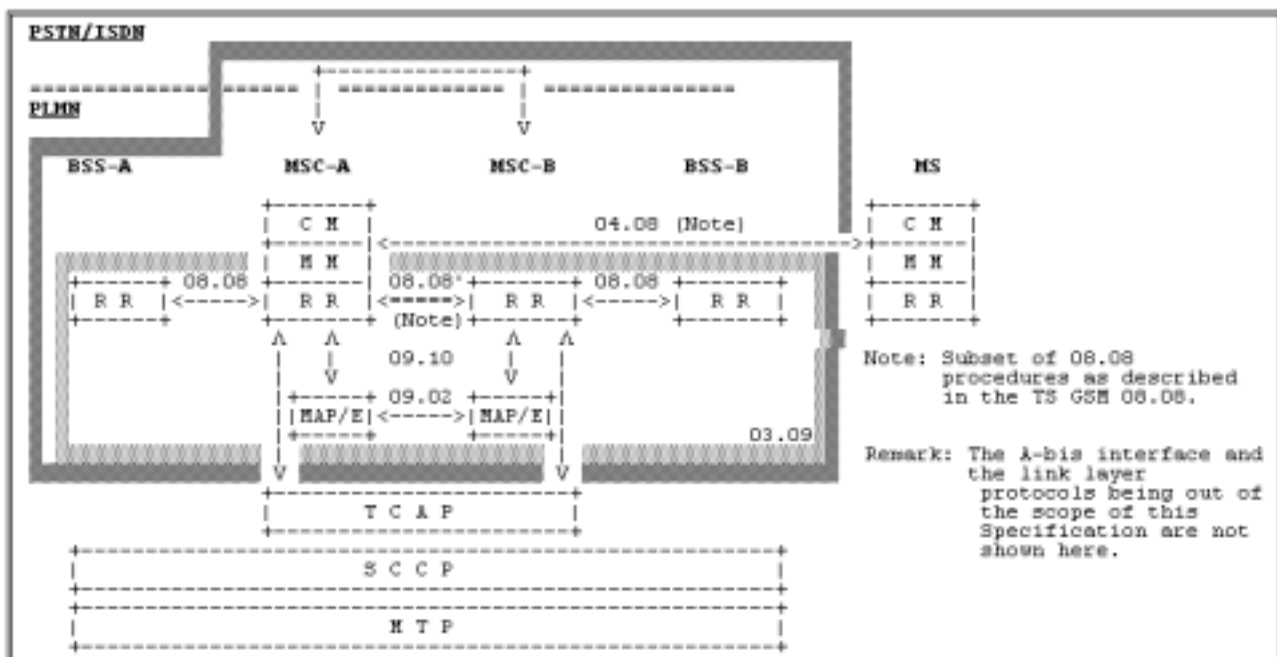 PSTN/ISDN
PLMN
BSS-A MSC-A MSC-B BSS-B MS
C M 04.08 (Note) C M
M M M M
08.08 08.08' 08.08
R R R R R R R R R R
(Note)
09.10
Note: Subset of 08.08
procedures as described
in the TS GSM 08.08.
09.02
MAP/E MAP/E
03.09
Remark: The A-bis interface and
the link layer
protocols being out of
the scope of this
Specification are not
shown here.
T C A P
S C C P
M T P